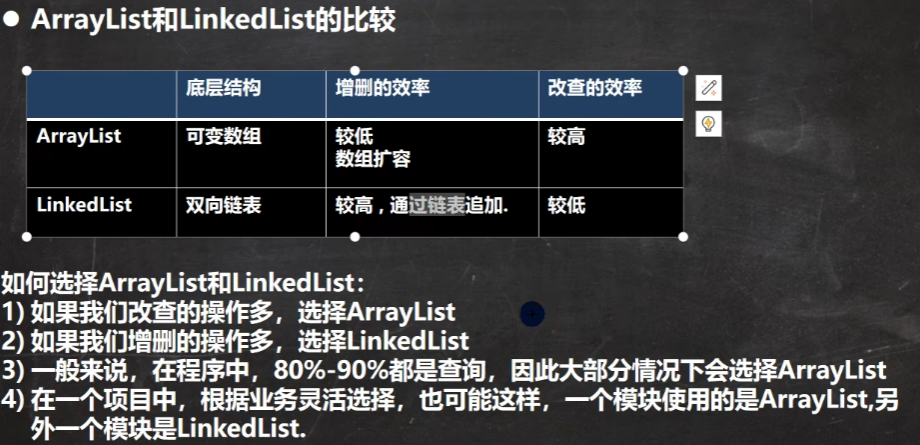 ● ArrayList和LinkedList的比较
底层结构 增删的效率 改查的效率
ArrayList 可变数组 较低 较高
数组扩容
LinkedList 双向链表 较高 , 通过链表追加. 较低
如何选择ArrayList和LinkedList：
1) 如果我们改查的操作多，选择ArrayList
2) 如果我们增删的操作多，选择LinkedList
3) 一般来说，在程序中，80%-90%都是查询，因此大部分情况下会选择ArrayList
4) 在一个项目中，根据业务灵活选择，也可能这样，一个模块使用的是ArrayList,另
外一个模块是LinkedList.